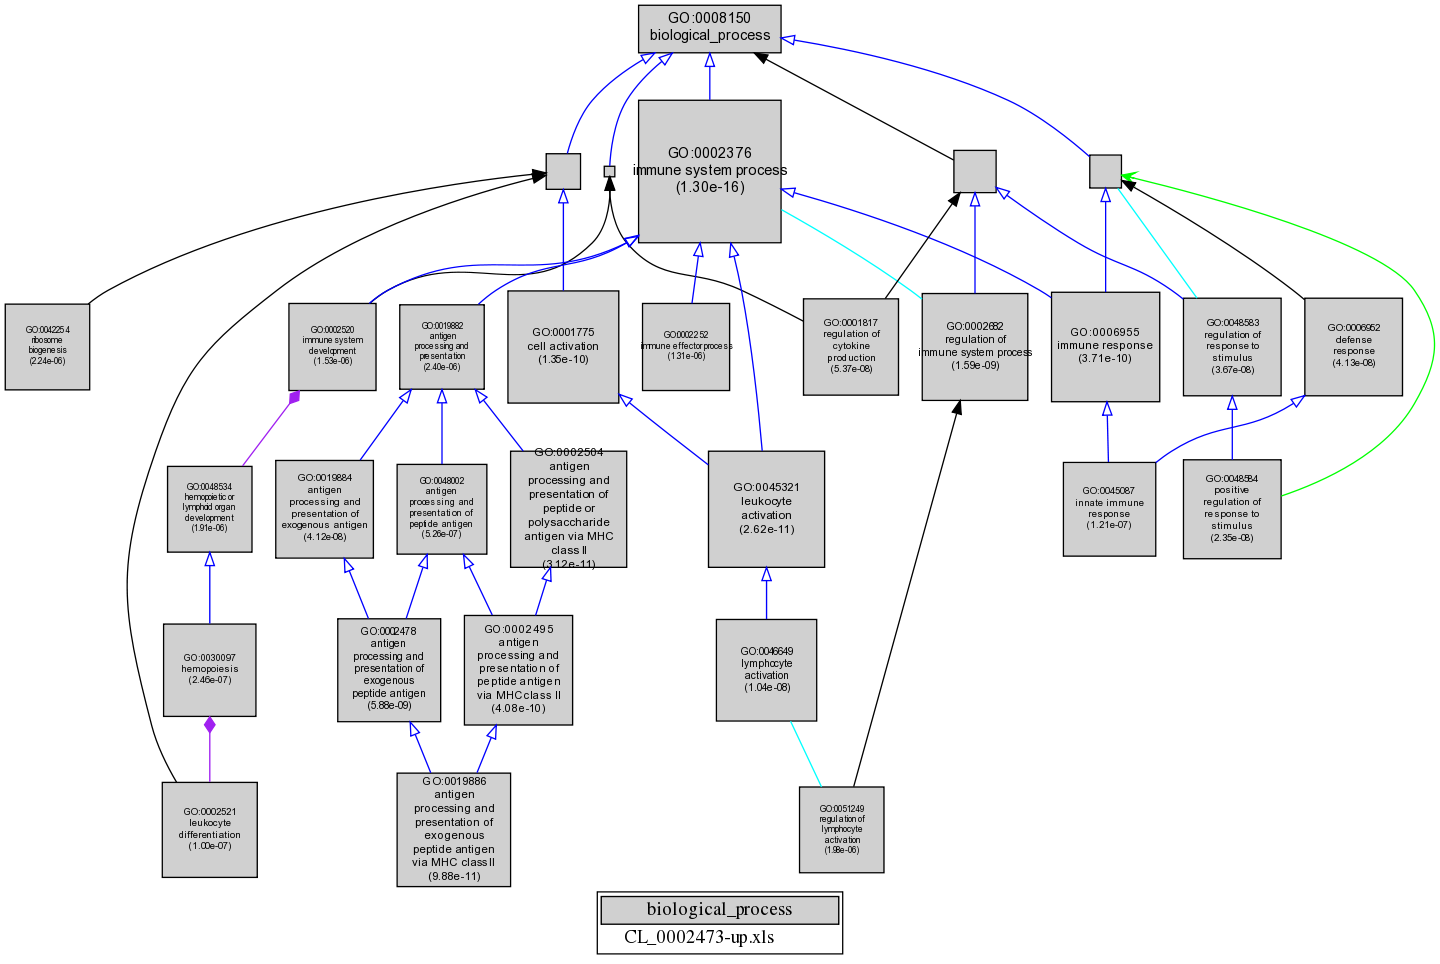 GO:0008150
biological_process
GO:0002376
immune system process
(1.30e-16)
GO:0042254
ribosome
biogenesis
(2.24e-06)
GO:0002520
immune system
development
(1.53e-06)
GO:0019882
antigen
processing and
presentation
(2.40e-06)
GO:0001775
cell activation
(1.35e-10)
GO:0002252
immune effector process
(1.31e-06)
GO:0001817
regulation of
cytokine
production
(5.37e-08)
GO:0002682
regulation of
immune system process
(1.59e-09)
GO:0006955
immune response
(3.71e-10)
GO:0048583
regulation of
response to
stimulus
(3.67e-08)
GO:0006952
defense
response
(4.13e-08)
GO:0048534
hemopoietic or
lymphoid organ
development
(1.91e-06)
GO:0019884
antigen
processing and
presentation of
exogenous antigen
(4.12e-08)
GO:0048002
antigen
processing and
presentation of
peptide antigen
(5.26e-07)
GO:0002504
antigen
processing and
presentation of
peptide or
polysaccharide
antigen via MHC
class II
(3.12e-11)
GO:0045321
leukocyte
activation
(2.62e-11)
GO:0045087
innate immune
response
(1.21e-07)
GO:0048584
positive
regulation of
response to
stimulus
(2.35e-08)
GO:0030097
hemopoiesis
(2.46e-07)
GO:0002478
antigen
processing and
presentation of
exogenous
peptide antigen
(5.88e-09)
GO:0002495
antigen
processing and
presentation of
peptide antigen
via MHC class II
(4.08e-10)
GO:0046649
lymphocyte
activation
(1.04e-08)
GO:0002521
leukocyte
differentiation
(1.00e-07)
GO:0019886
antigen
processing and
presentation of
exogenous
peptide antigen
via MHC class II
(9.88e-11)
GO:0051249
regulation of
lymphocyte
activation
(1.98e-06)
biological_process
CL_0002473-up.xls